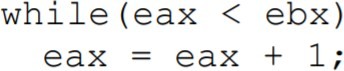 while(eax < ebx)
eax = eax + 1;